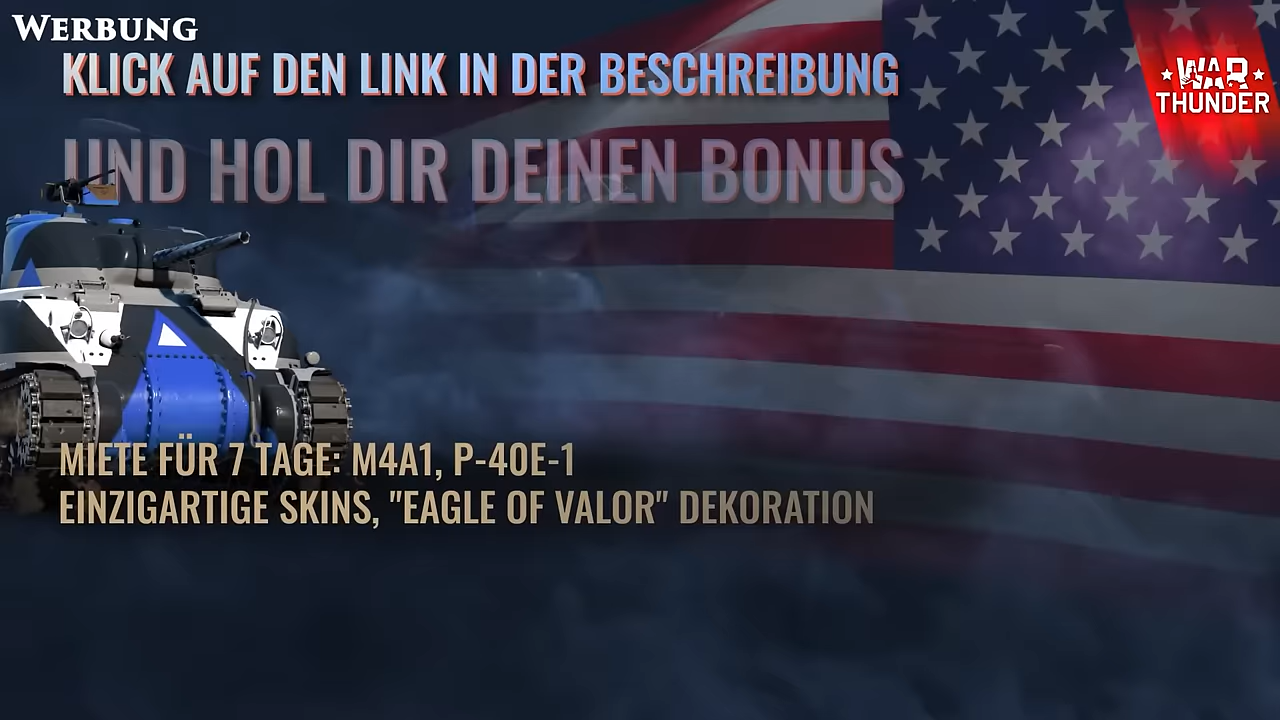 WERBUNG
KLICK AUF DEN LINK IN DER BESCHREIBUNG
UND HOL DIR DEINEN BONUS
WAR
THUNDER
MIETE FÜR 7 TAGE: M4A1, P-40E-1
EINZIGARTIGE SKINS, "EAGLE OF VALOR" DEKORATION